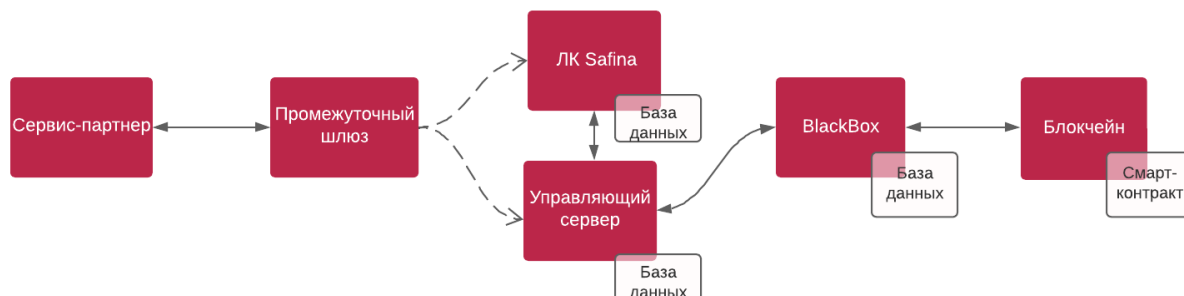 Сервис-партнер
Промежуточный
шлюз
ЛК Safina
База
данных
Управляющий
сервер
База
данных
BlackBox
База
данных
Блокчейн
Смарт-
контракт